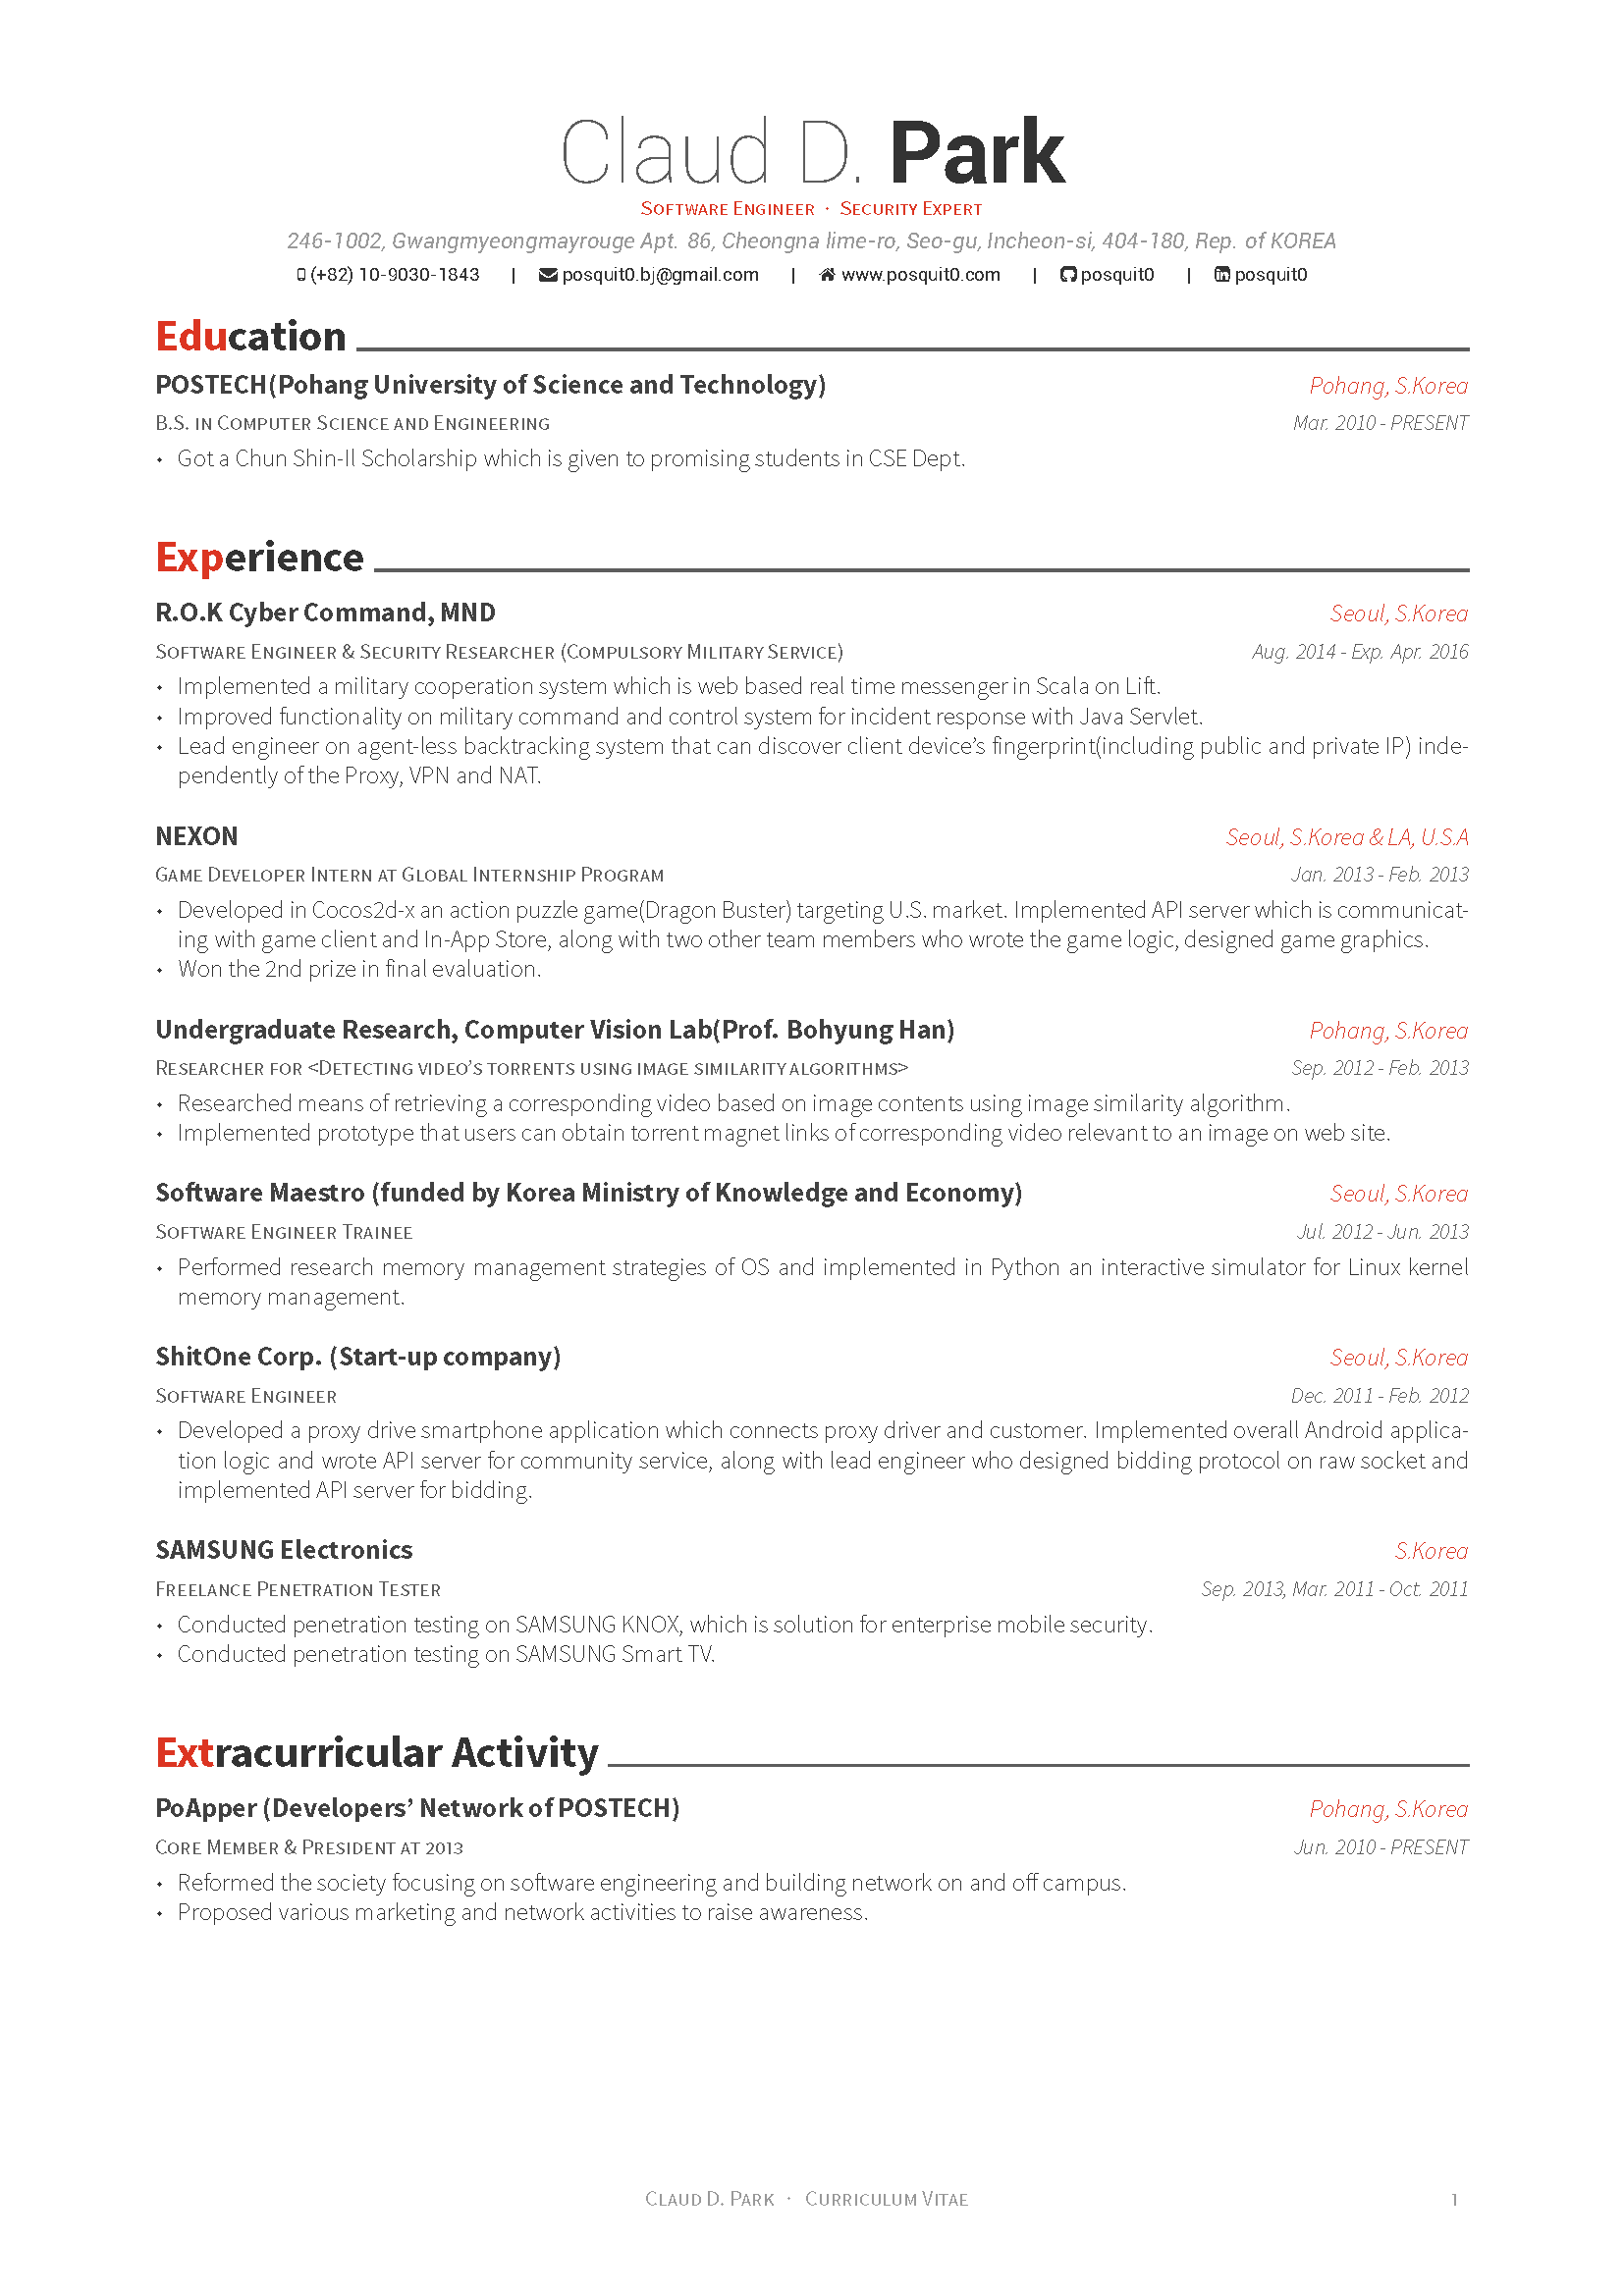 Claud D. Park
Software Engineer · Security Expert
246-1002, Gwangmyeongmayrouge Apt. 86, Cheongna lime-ro, Seo-gu, Incheon-si, 404-180, Rep. of KOREA
(+82) 10-9030-1843 | posquit0.bj@gmail.com | www.posquit0.com | posquit0 | posquit0
Education
POSTECH(Pohang University of Science and Technology) Pohang, S.Korea
B.S. in Computer Science and Engineering Mar. 2010 - PRESENT
• Got a Chun Shin-Il Scholarship which is given to promising students in CSE Dept.
Experience
R.O.K Cyber Command, MND Seoul, S.Korea
Software Engineer & Security Researcher (Compulsory Military Service) Aug. 2014 - Exp. Apr. 2016
• Implemented a military cooperation system which is web based real time messenger in Scala on Lift.
• Improved functionality on military command and control system for incident response with Java Servlet.
• Lead engineer on agent-less backtracking system that can discover client device's fingerprint(including public and private IP) inde-
pendently of the Proxy, VPN and NAT.
NEXON Seoul, S.Korea & LA, U.S.A
Game Developer Intern at Global Internship Program Jan. 2013 - Feb. 2013
• Developed in Cocos2d-x an action puzzle game(Dragon Buster) targeting U.S. market. Implemented API server which is communicat-
ing with game client and In-App Store, along with two other team members who wrote the game logic, designed game graphics.
• Won the 2nd prize in final evaluation.
Undergraduate Research, Computer Vision Lab(Prof. Bohyung Han) Pohang, S.Korea
Researcher for <Detecting video's torrents using image similarity algorithms> Sep. 2012 - Feb. 2013
• Researched means of retrieving a corresponding video based on image contents using image similarity algorithm.
• Implemented prototype that users can obtain torrent magnet links of corresponding video relevant to an image on web site.
Software Maestro (funded by Korea Ministry of Knowledge and Economy) Seoul, S.Korea
Software Engineer Trainee Jul. 2012 - Jun. 2013
• Performed research memory management strategies of OS and implemented in Python an interactive simulator for Linux kernel
memory management.
ShitOne Corp. (Start-up company) Seoul, S.Korea
Software Engineer Dec. 2011 - Feb. 2012
• Developed a proxy drive smartphone application which connects proxy driver and customer. Implemented overall Android applica-
tion logic and wrote API server for community service, along with lead engineer who designed bidding protocol on raw socket and
implemented API server for bidding.
SAMSUNG Electronics S.Korea
Freelance Penetration Tester Sep. 2013, Mar. 2011 - Oct. 2011
• Conducted penetration testing on SAMSUNG KNOX, which is solution for enterprise mobile security.
• Conducted penetration testing on SAMSUNG Smart TV.
Extracurricular Activity
PoApper (Developers' Network of POSTECH) Pohang, S.Korea
Core Member & President at 2013 Jun. 2010 - PRESENT
• Reformed the society focusing on software engineering and building network on and off campus.
• Proposed various marketing and network activities to raise awareness.
Claud D. Park · Curriculum Vitae 1